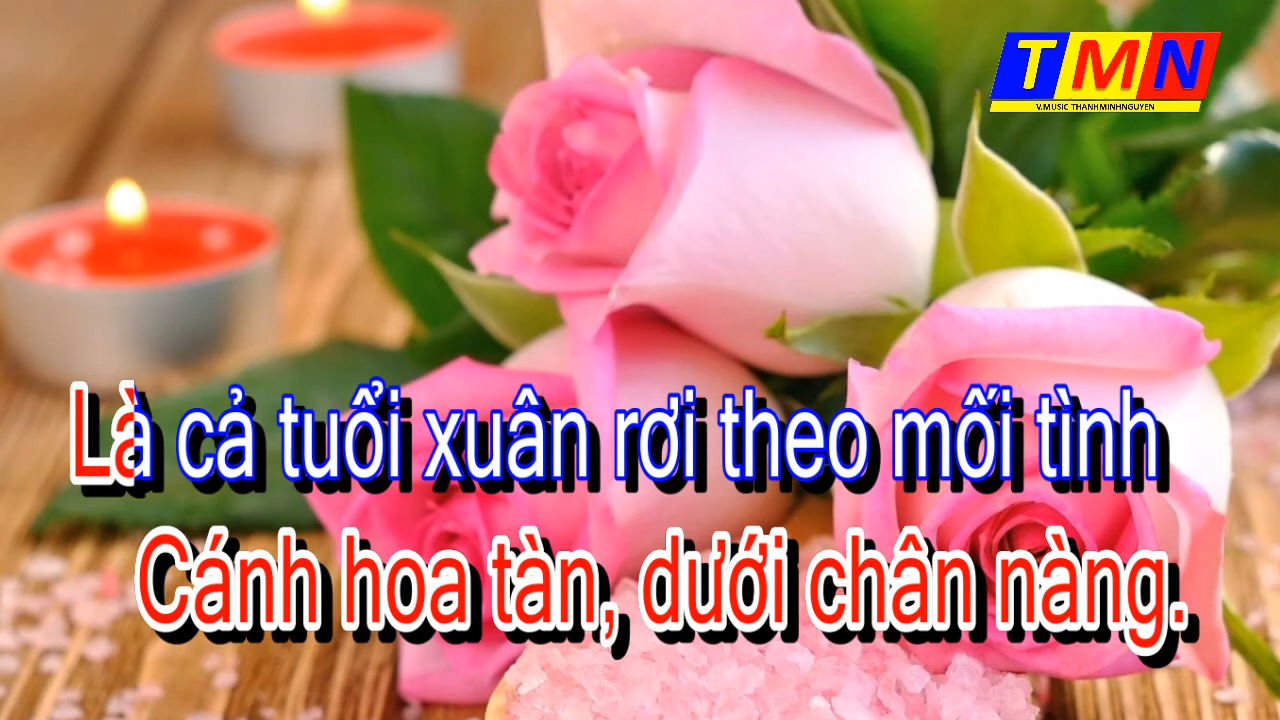 TMN
V.MUSIC THANHMINHNGUYEN
Là cả tuổi xuân rơi theo mối tình
Cánh hoa tàn, dưới chân nàng.